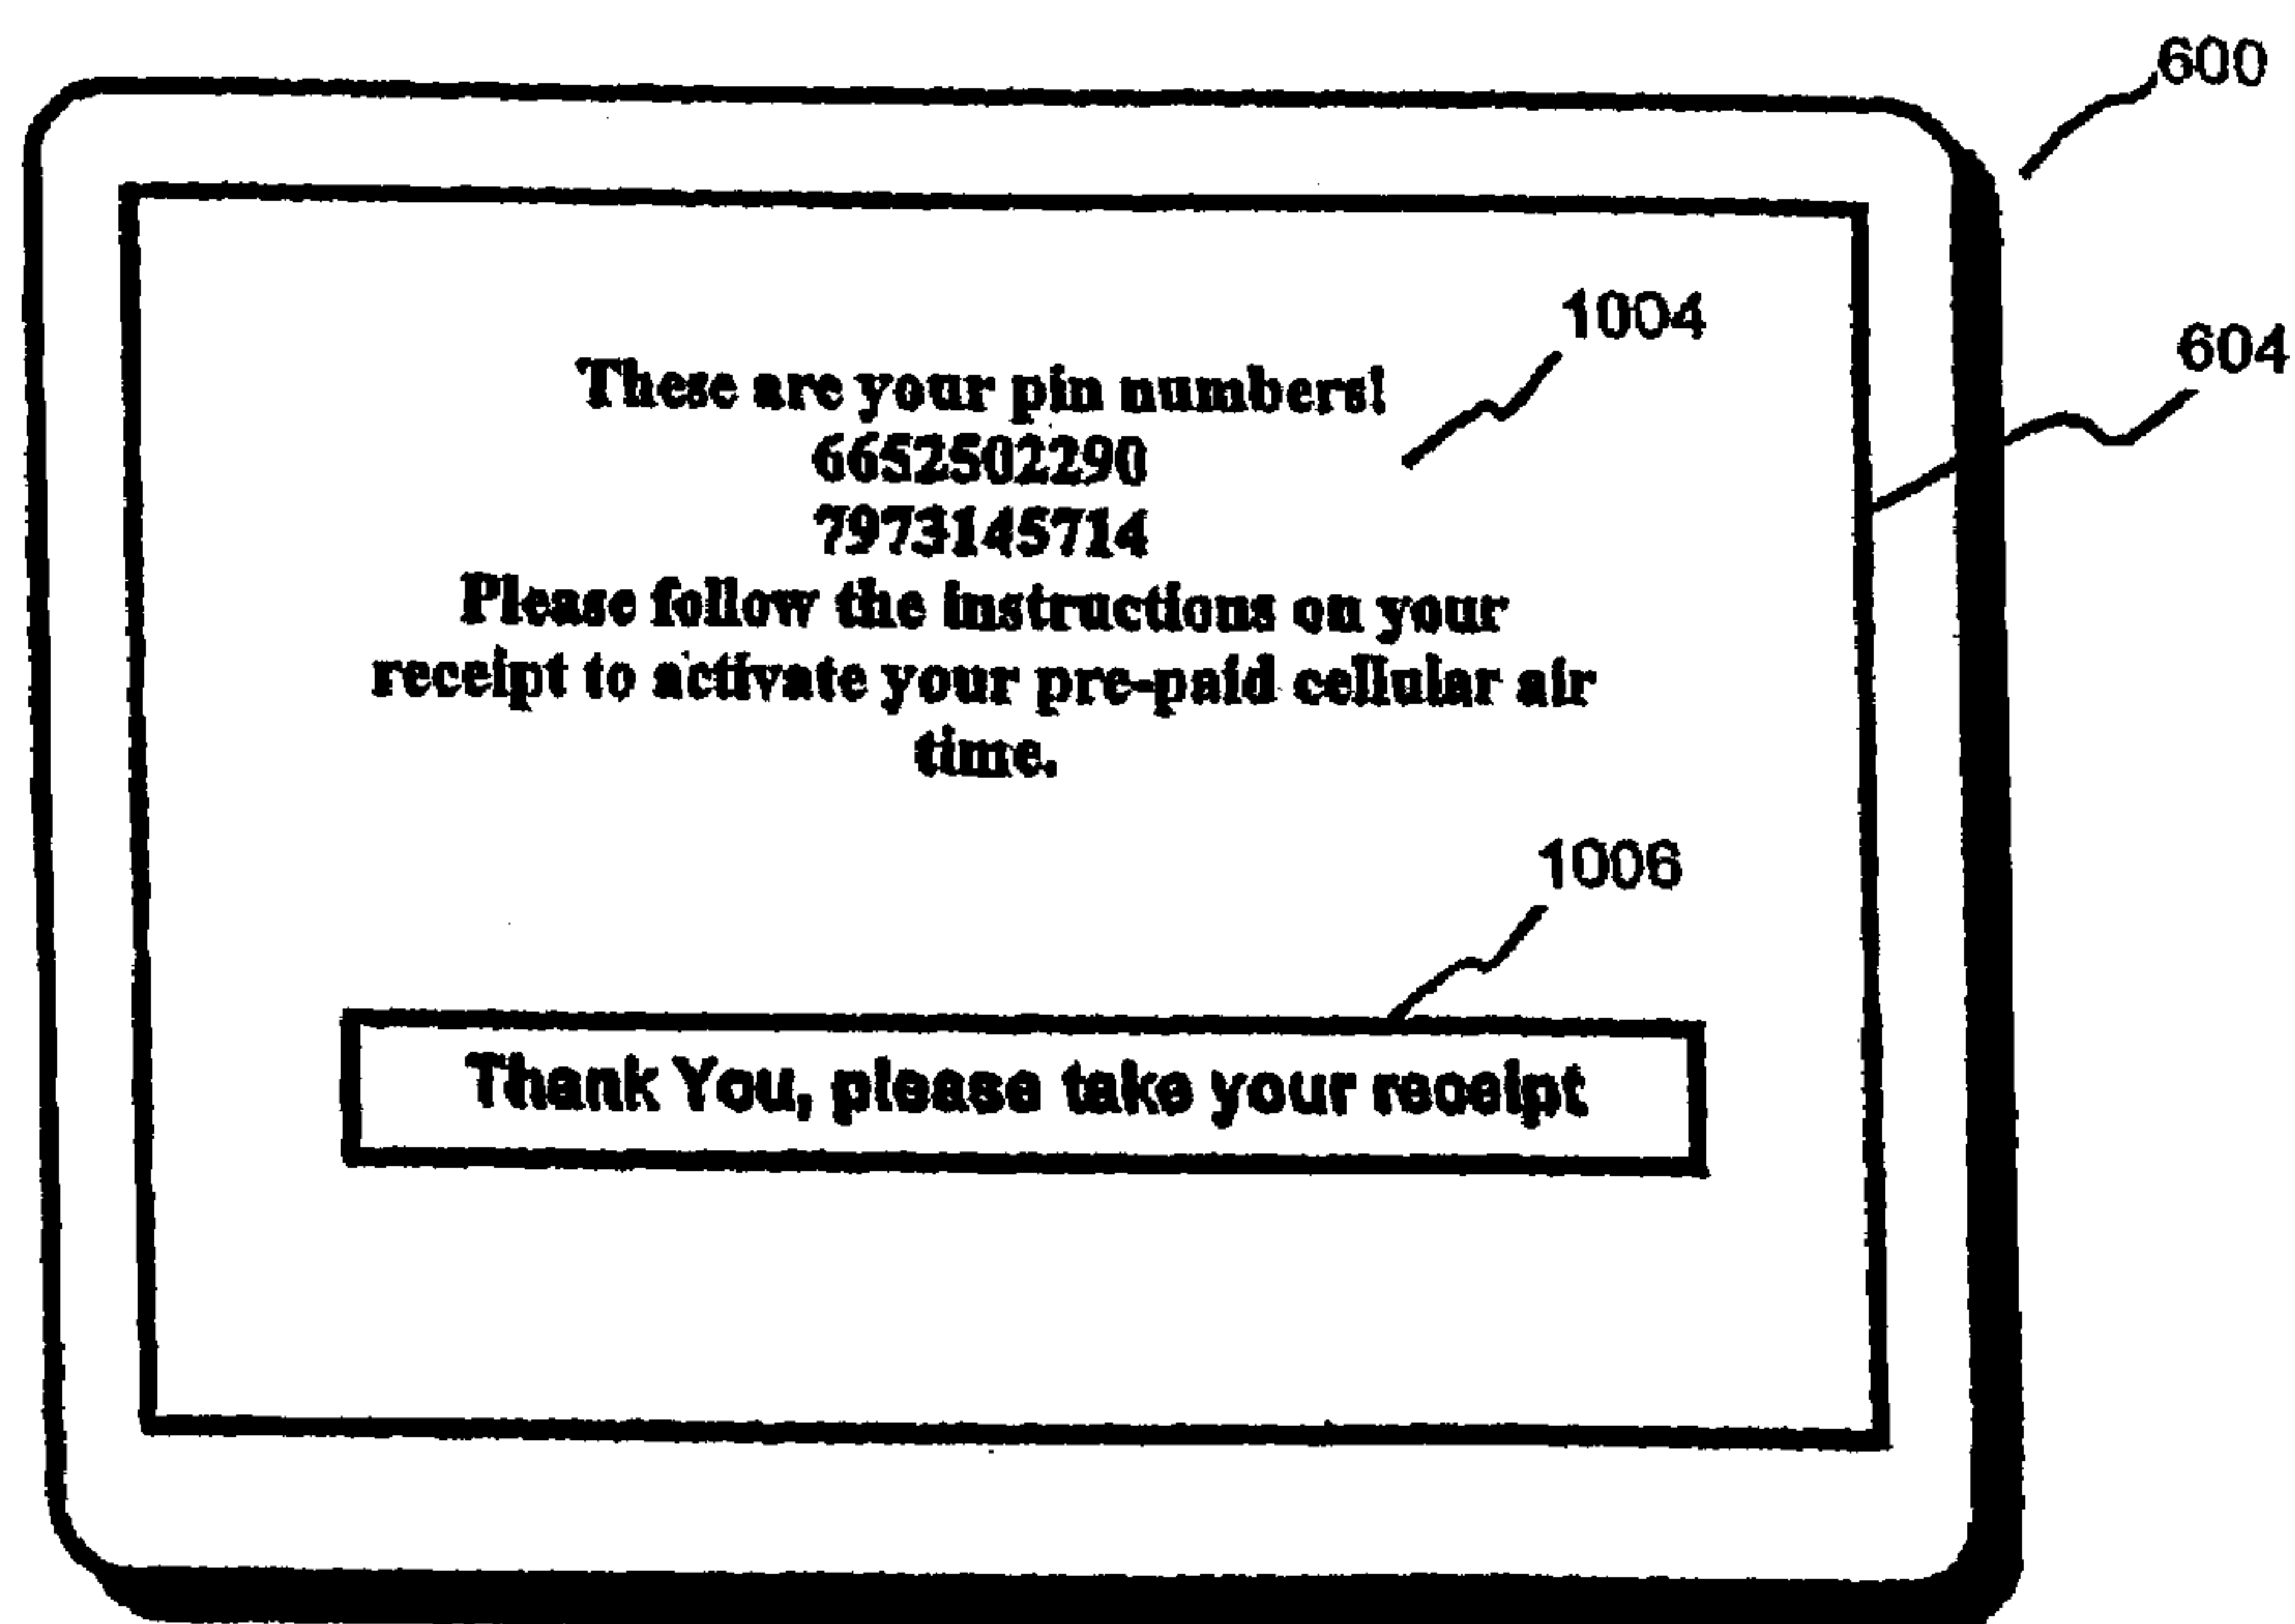 600
1004
604
These are your pin numbers!
6652502290
7973145714
Please follow the instructions on your
receipt to activate your pre-paid cellular air
time.
1006
Thank You, please take your receipt